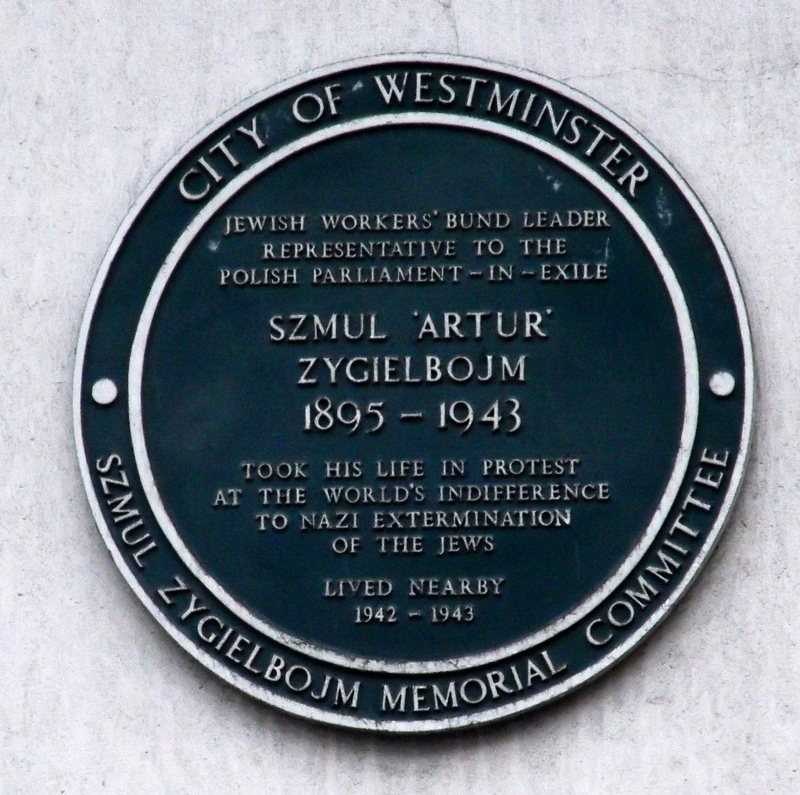 CITY OF WESTMINSTER
JEWISH WORKERS' BUND LEADER
REPRESENTATIVE TO THE
POLISH PARLIAMENT - IN - EXILE
SZMUL 'ARTUR'
ZYGIELBOJM
1895 - 1943
TOOK HIS LIFE IN PROTEST
AT THE WORLD'S INDIFFERENCE
TO NAZI EXTERMINATION
OF THE JEWS
LIVED NEARBY
1942 - 1943
SZMUL ZYGIELBOJM MEMORIAL COMMITTEE